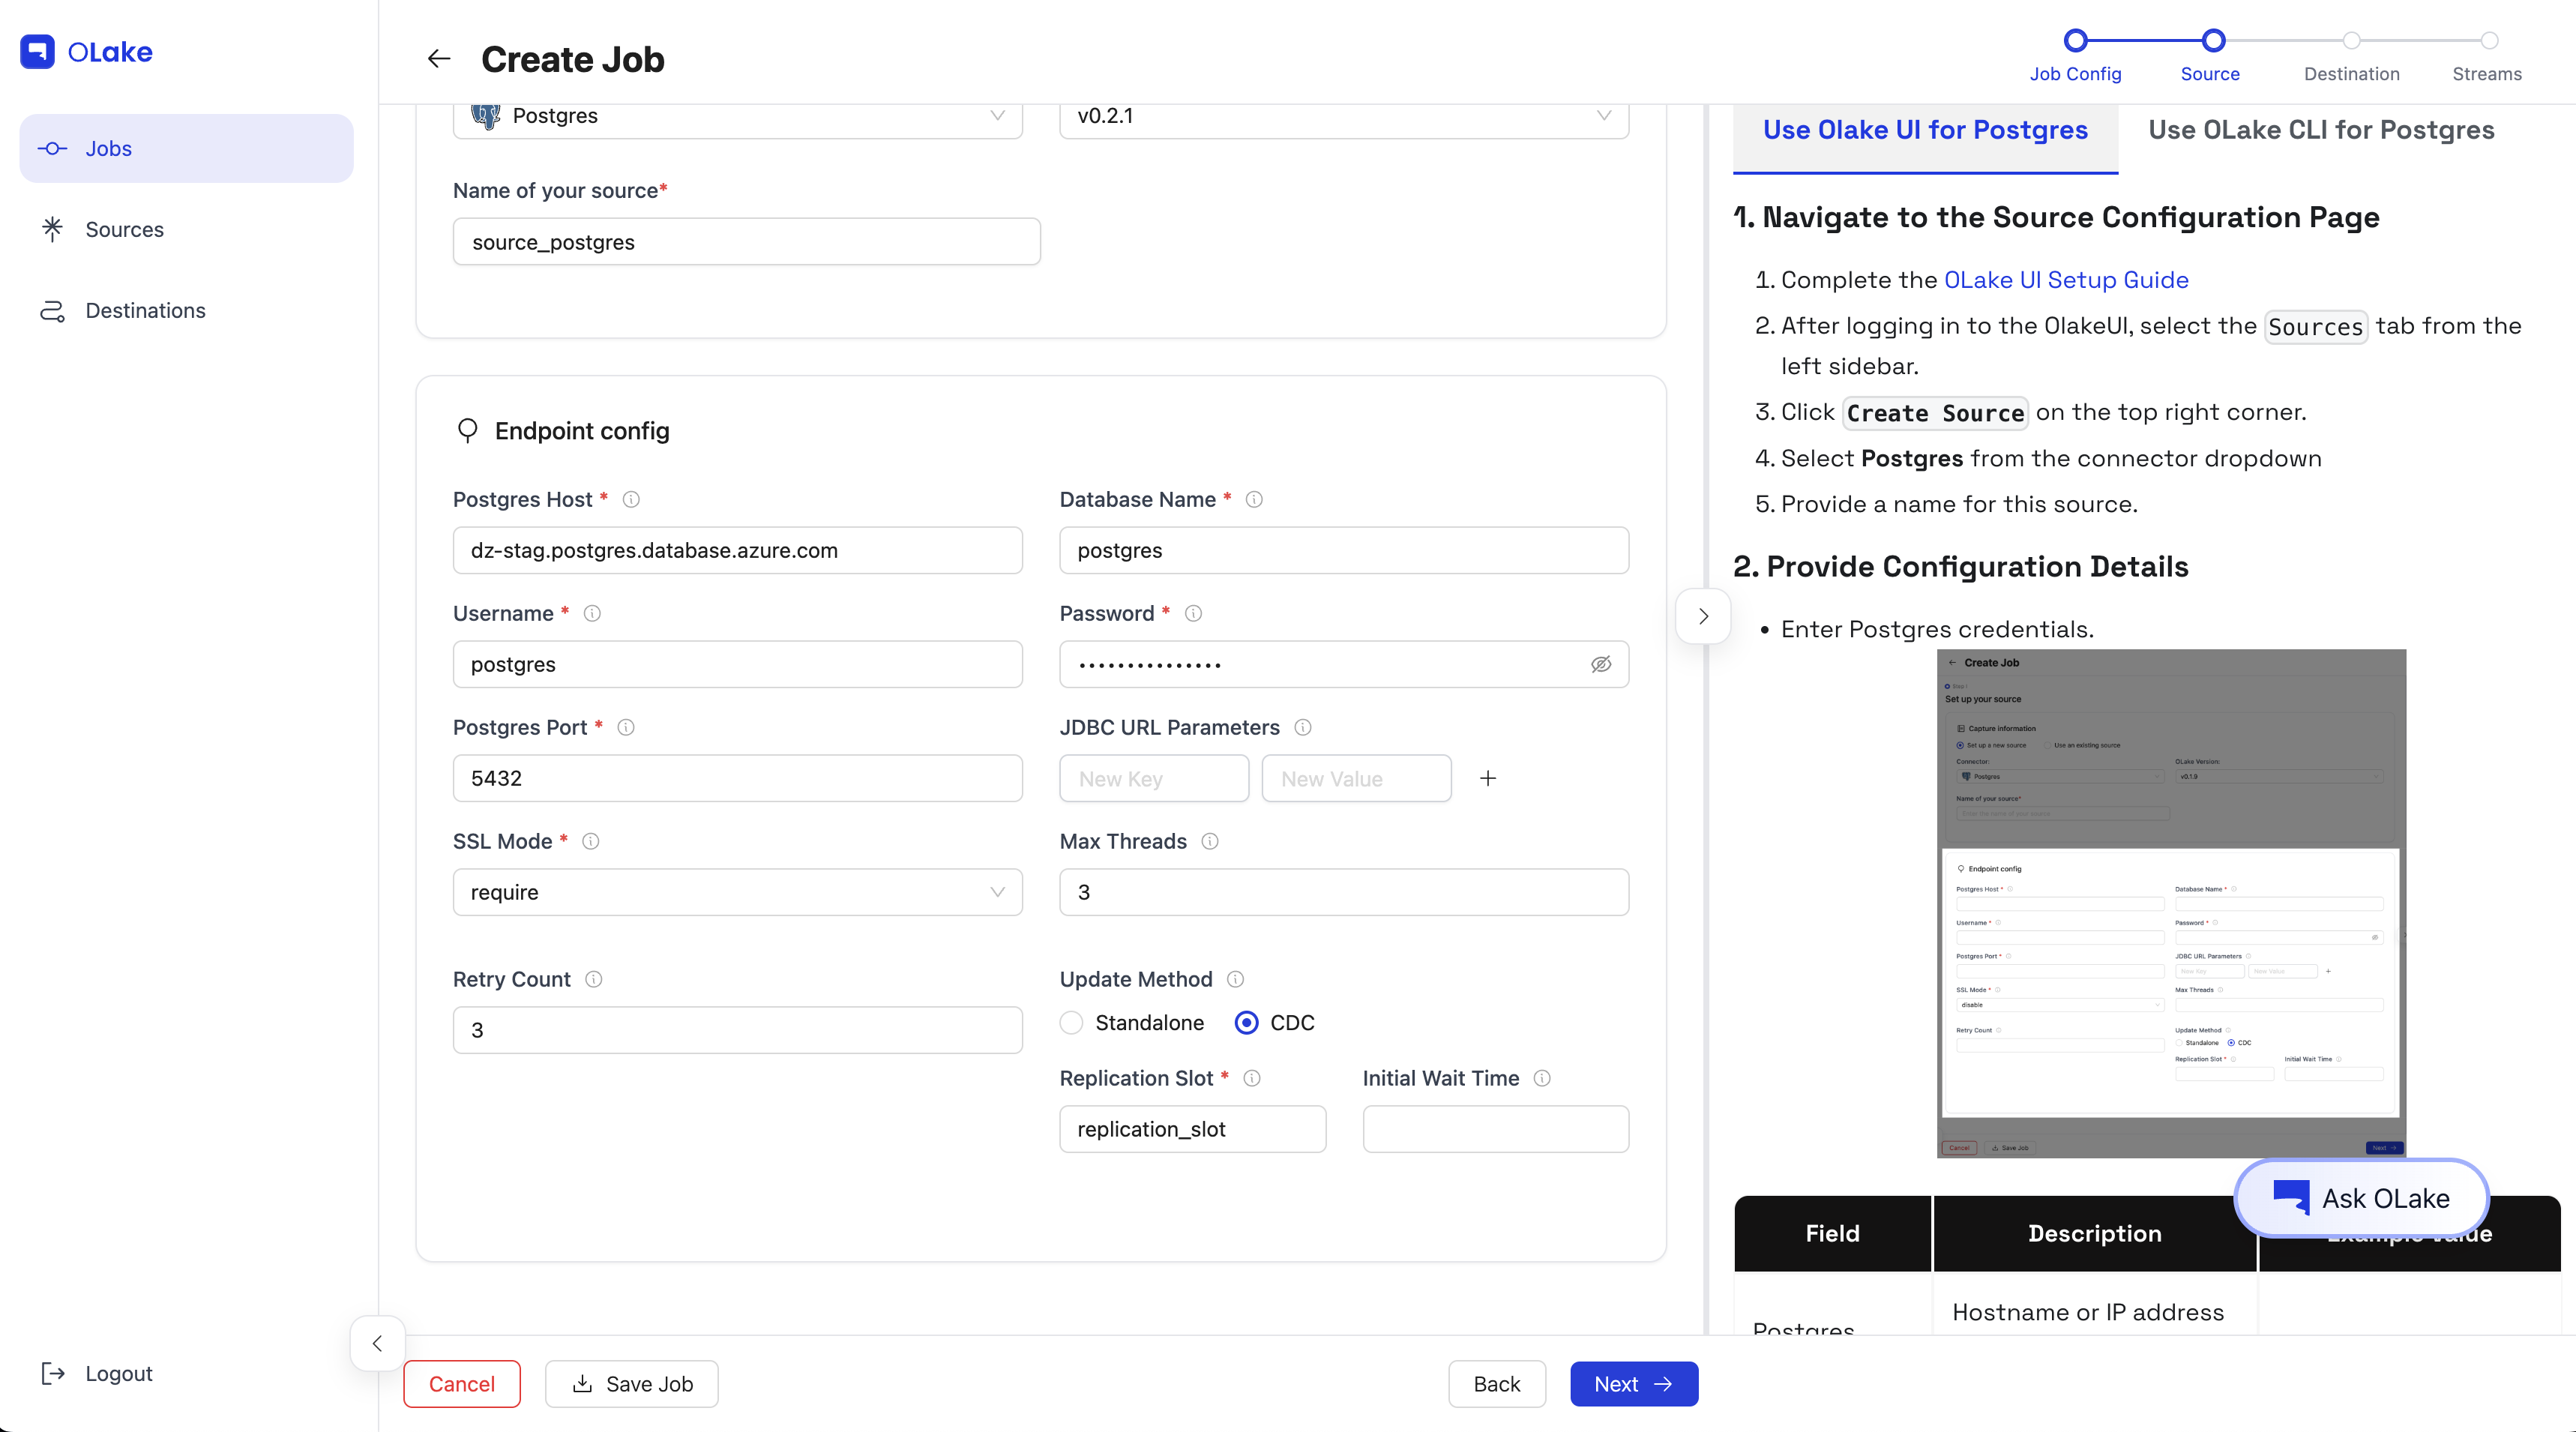 OLake
Jobs
Sources
Destinations
Logout
Create Job
Job Config
Source
Destination
Streams
Postgres
v0.2.1
Name of your source*
source_postgres
Endpoint config
Postgres Host *
Database Name *
dz-stag.postgres.database.azure.com
postgres
Username *
Password *
postgres
•••••••••••••••
Postgres Port *
JDBC URL Parameters
5432
New Key
New Value
SSL Mode *
Max Threads
require
3
Retry Count
Update Method
3
Standalone
CDC
Replication Slot *
Initial Wait Time
replication_slot
Cancel
Save Job
Back
Next
Use Olake UI for Postgres
Use OLake CLI for Postgres
1. Navigate to the Source Configuration Page
1. Complete the OLake UI Setup Guide
2. After logging in to the OlakeUI, select the Sources tab from the
left sidebar.
3. Click Create Source on the top right corner.
4. Select Postgres from the connector dropdown
5. Provide a name for this source.
2. Provide Configuration Details
• Enter Postgres credentials.
Create Job
Step I
Set up your source
Capture information
Set up a new source
Use an existing source
Connector:
OLake Version:
Postgres
v0.1.9
Name of your source*
Enter the name of your source
Endpoint config
Postgres Host *
Database Name *
Username *
Password *
Postgres Port *
JDBC URL Parameters
New Key
New Value
SSL Mode *
Max Threads
disable
Retry Count
Update Method
Standalone
CDC
Replication Slot *
Initial Wait Time
Cancel
Save Job
Next
Ask OLake
Field
Description
Example Value
Hostname or IP address
Postgres